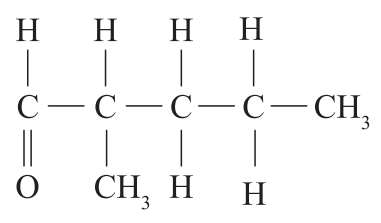 H H H H
C — C — C — C — CH₃
O CH₃ H H